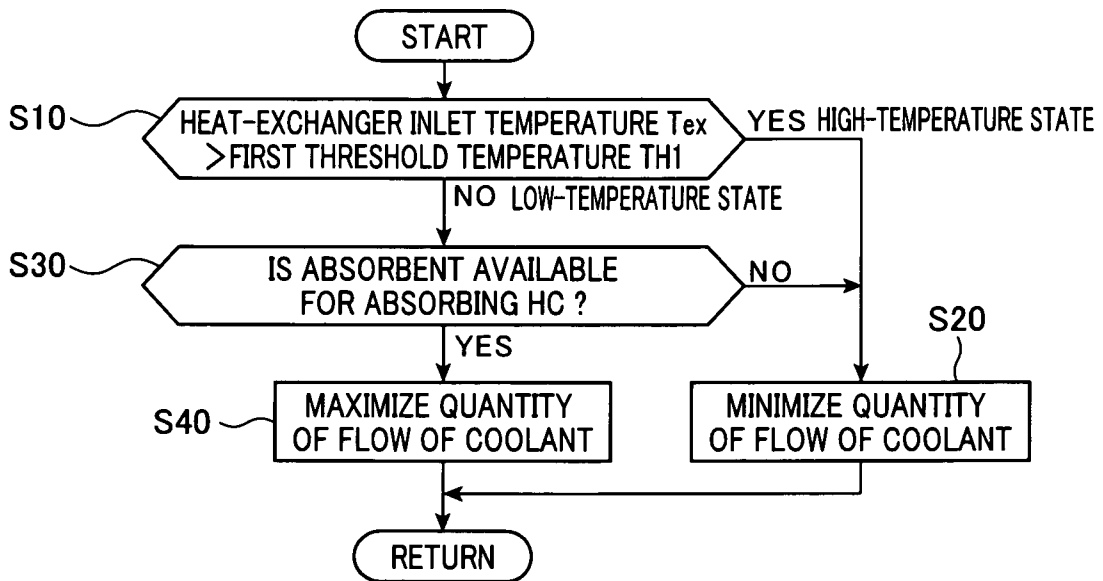 START
S10
HEAT-EXCHANGER INLET TEMPERATURE Tex
>FIRST THRESHOLD TEMPERATURE TH1
YES HIGH-TEMPERATURE STATE
NO LOW-TEMPERATURE STATE
S30
IS ABSORBENT AVAILABLE
FOR ABSORBING HC ?
NO
YES
S20
S40
MAXIMIZE QUANTITY
OF FLOW OF COOLANT
MINIMIZE QUANTITY
OF FLOW OF COOLANT
RETURN